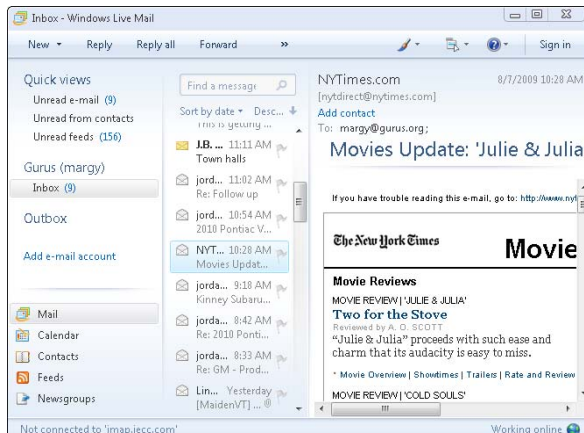 Inbox - Windows Live Mail
New Reply Reply all Forward » Sign in
Quick views
Unread e-mail (9)
Unread from contacts
Unread feeds (156)
Gurus (margy)
Inbox (9)
Outbox
Add e-mail account
Mail
Calendar
Contacts
Feeds
Newsgroups
Find a message
Sort by date Desc...
This is getting ...
J.B. ... 11:11 AM
Town halls
jord... 11:02 AM
Re: Follow up
jord... 10:54 AM
2010 Pontiac V...
NYT... 10:28 AM
Movies Updat...
jorda... 9:18 AM
Kinney Subaru...
jorda... 8:42 AM
Re: 2010 Ponti...
jorda... 8:33 AM
Re: GM - Prod...
Lin... Yesterday
[MaidenVT] ...
NYTimes.com 8/7/2009 10:28 AM
[nytdirect@nytimes.com]
Add contact
To: margy@gurus.org;
Movies Update: 'Julie & Julia
If you have trouble reading this e-mail, go to: http://www.nyt
The New York Times Movie
Movie Reviews
MOVIE REVIEW | 'JULIE & JULIA'
Two for the Stove
Reviewed by A. O. SCOTT
“Julie & Julia” proceeds with such ease and
charm that its audacity is easy to miss.
* Movie Overview | Showtimes | Trailers | Rate and Review
MOVIE REVIEW | 'COLD SOULS'
Not connected to 'imap.iecc.com' Working online